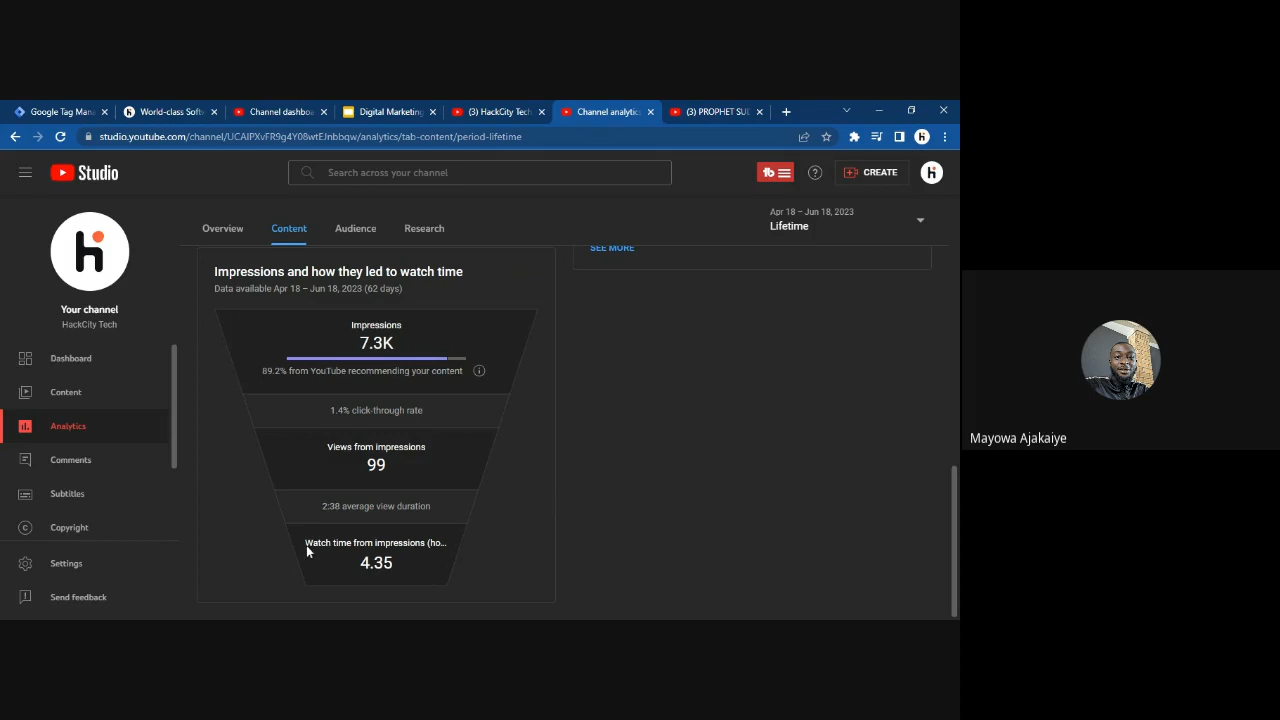 Google Tag Mana
World-class Softw
Channel dashboa
Digital Marketing
(3) HackCity Tech
Channel analytics
(3) PROPHET SUD
studio.youtube.com/channel/UCAIPXvFR9g4Y08wtEJnbbqw/analytics/tab-content/period-lifetime
Studio
Search across your channel
CREATE
Your channel
HackCity Tech
Dashboard
Content
Analytics
Comments
Subtitles
Copyright
Settings
Send feedback
Overview
Content
Audience
Research
Apr 18 – Jun 18, 2023
Lifetime
SEE MORE
Impressions and how they led to watch time
Data available Apr 18 – Jun 18, 2023 (62 days)
Impressions
7.3K
89.2% from YouTube recommending your content
1.4% click-through rate
Views from impressions
99
2:38 average view duration
Watch time from impressions (ho...
4.35
Mayowa Ajakaiye